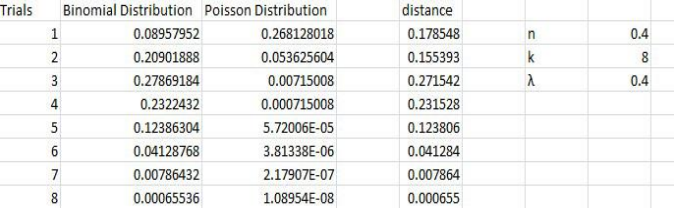 Trials Binomial Distribution Poisson Distribution distance
1 0.08957952 0.268128018 0.178548 n 0.4
2 0.20901888 0.053625604 0.155393 k 8
3 0.27869184 0.00715008 0.271542 λ 0.4
4 0.2322432 0.000715008 0.231528
5 0.12386304 5.72006E-05 0.123806
6 0.04128768 3.81338E-06 0.041284
7 0.00786432 2.17907E-07 0.007864
8 0.00065536 1.08954E-08 0.000655